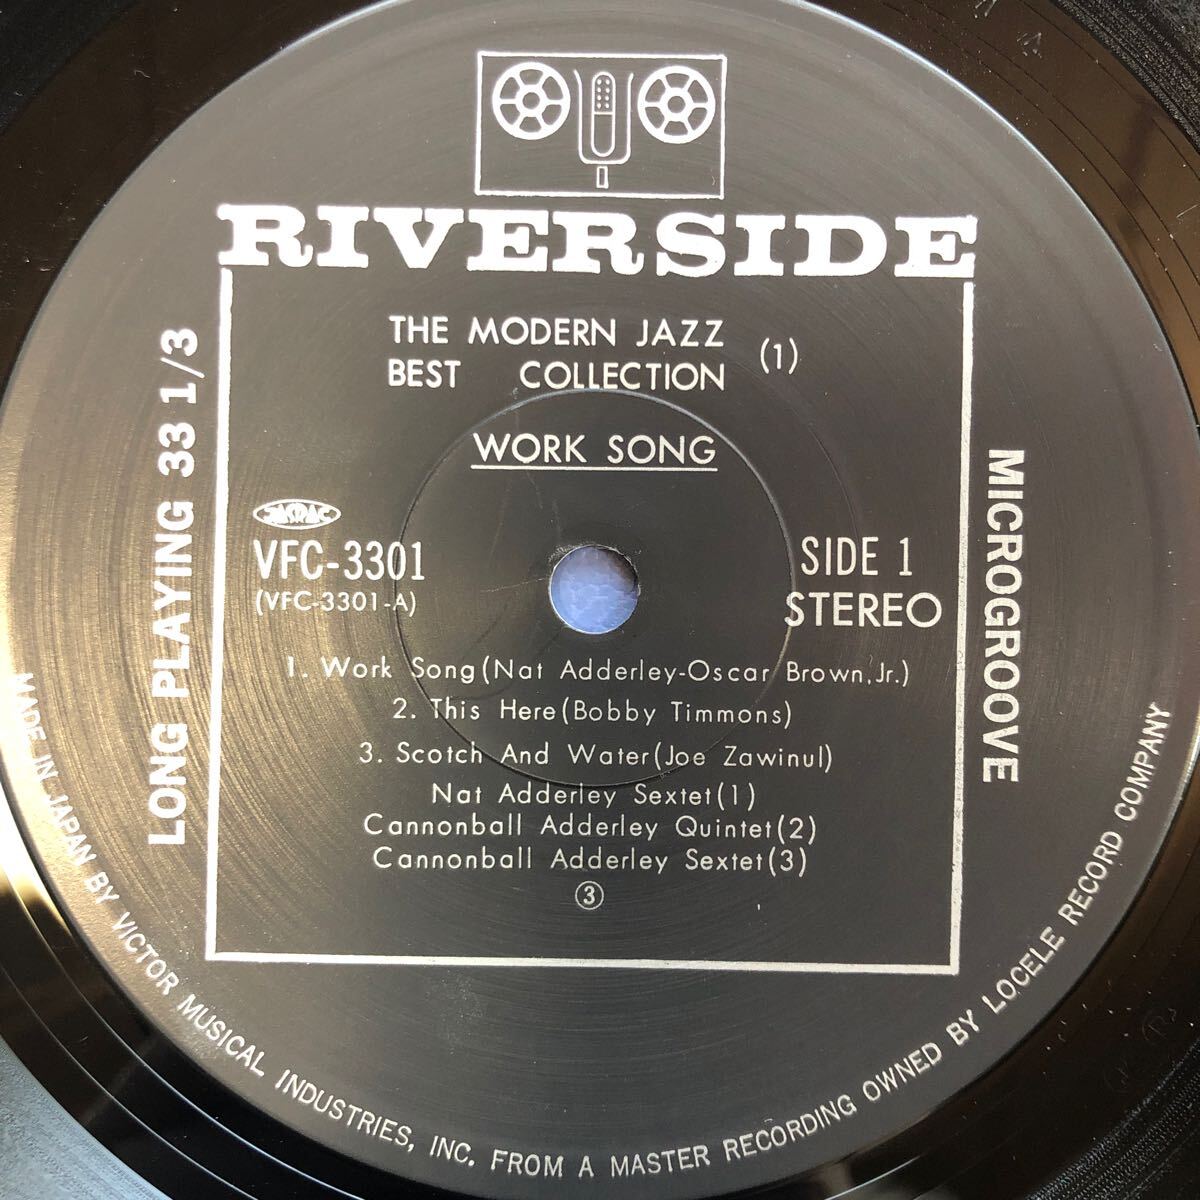 RIVERSIDE
THE MODERN JAZZ
BEST COLLECTION (1)
WORK SONG
JASRAC
VFC-3301
(VFC-3301-A)
SIDE 1
STEREO
1. Work Song(Nat Adderley-Oscar Brown,Jr.)
2. This Here(Bobby Timmons)
3. Scotch And Water(Joe Zawinul)
Nat Adderley Sextet(1)
Cannonball Adderley Quintet(2)
Cannonball Adderley Sextet(3)
③
LONG PLAYING 33 1/3
MICROGROOVE
MADE IN JAPAN BY VICTOR MUSICAL INDUSTRIES, INC. FROM A MASTER RECORDING OWNED BY LOCELE RECORD COMPANY